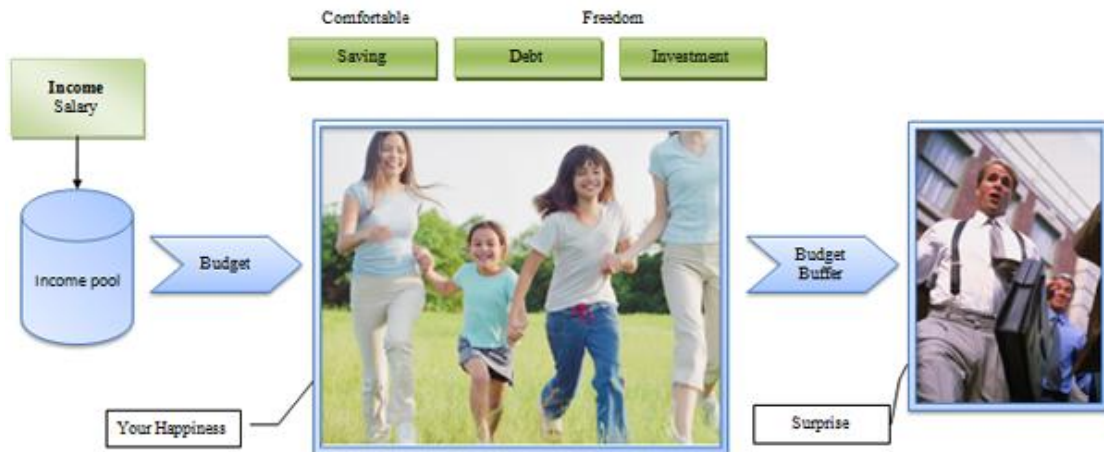 Comfortable
Freedom
Saving
Debt
Investment
Income
Salary
Income pool
Budget
Budget
Buffer
Your Happiness
Surprise